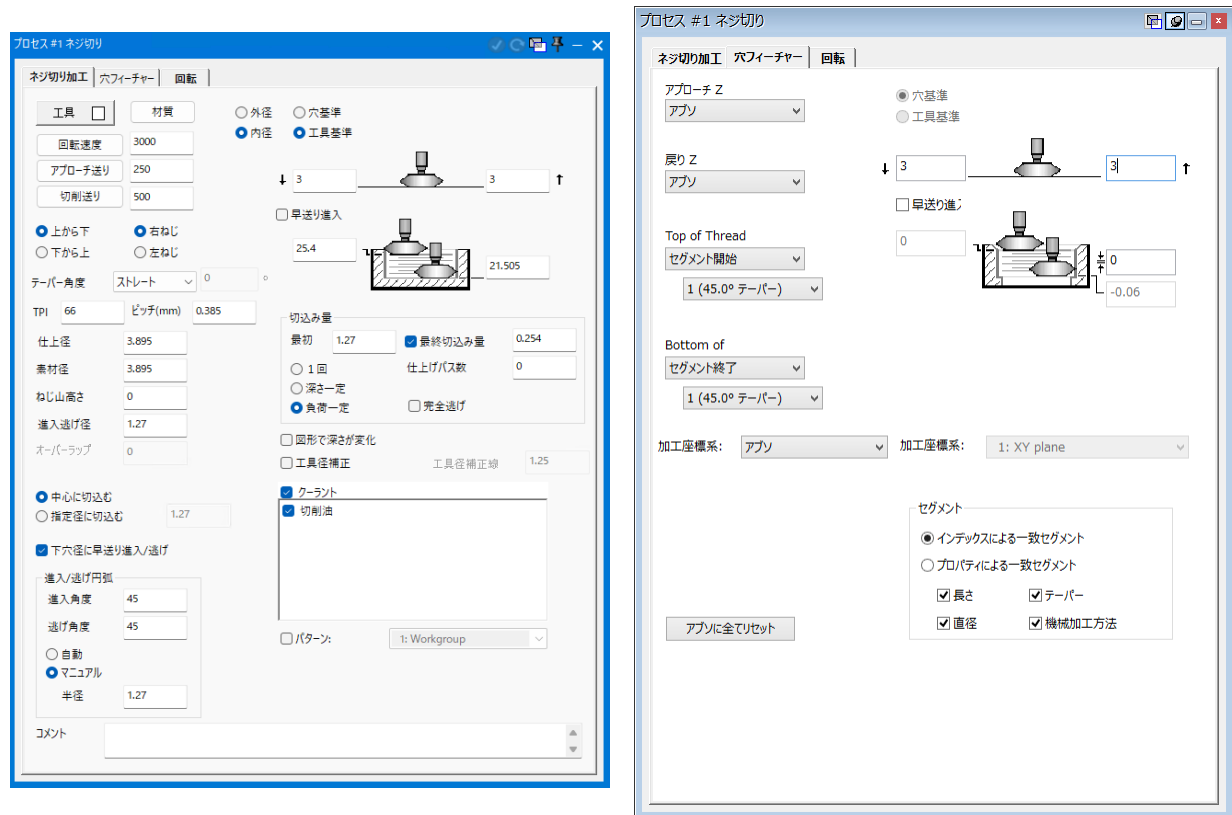 プロセス #1 ネジ切り
ネジ切り加工 穴フィーチャー 回転
工具 材質 外径 穴基準
内径 工具基準
回転速度 3000
アプローチ送り 250
切削送り 500
3 3
早送り進入
上から下 右ねじ
下から上 左ねじ
25.4
21.505
テーパー角度 ストレート 0 °
TPI 66 ピッチ(mm) 0.385
仕上径 3.895
素材径 3.895
ねじ山高さ 0
進入逃げ径 1.27
オーバーラップ 0
切込み量
最初 1.27 最終切込み量 0.254
1 回 仕上げパス数 0
深さ一定
負荷一定 完全逃げ
図形で深さが変化
工具径補正 工具径補正線 1.25
中心に切込む
指定径に切込む 1.27
下穴径に早送り進入/逃げ
クーラント
切削油
進入/逃げ円弧
進入角度 45
逃げ角度 45
自動
マニュアル
半径 1.27
パターン: 1: Workgroup
コメント
プロセス #1 ネジ切り
ネジ切り加工 穴フィーチャー 回転
アプローチ Z
アブソ
穴基準
工具基準
戻り Z
アブソ
3 3
早送り進
Top of Thread
セグメント開始
1 (45.0° テーパー)
0
0
-0.06
Bottom of
セグメント終了
1 (45.0° テーパー)
加工座標系: アブソ 加工座標系: 1: XY plane
セグメント
インデックスによる一致セグメント
プロパティによる一致セグメント
長さ テーパー
直径 機械加工方法
アブソに全てリセット